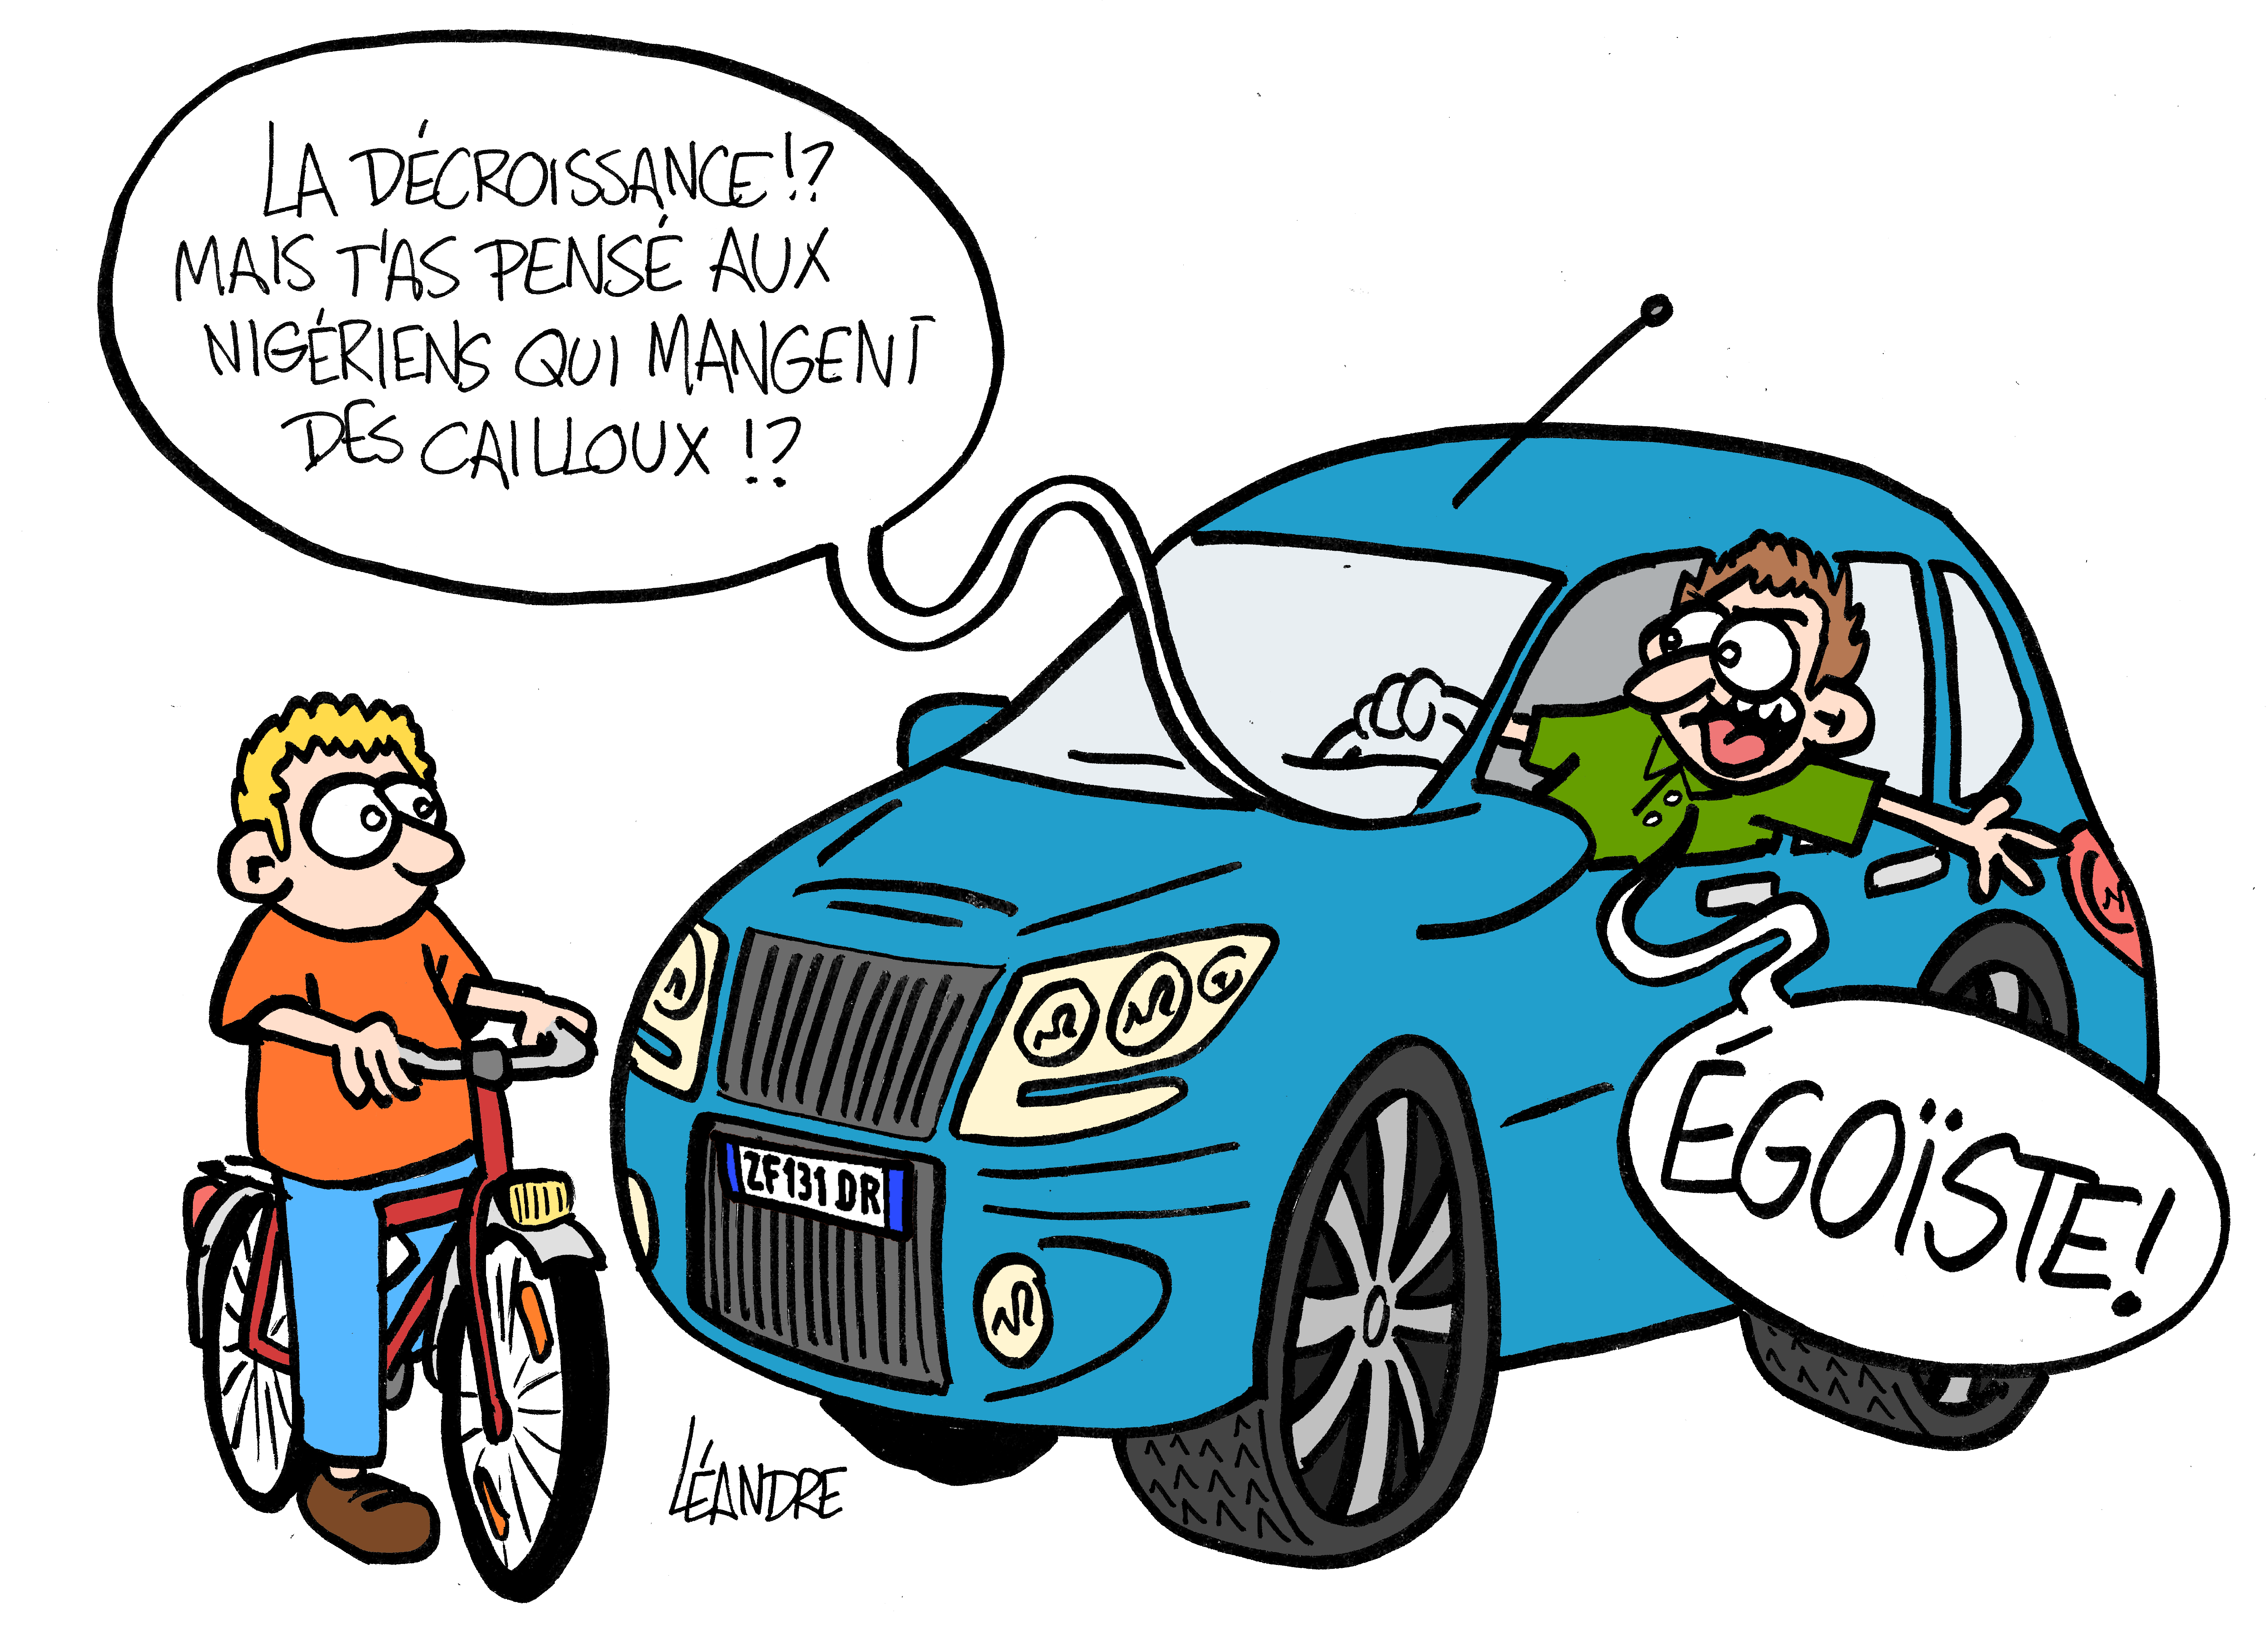 LA DÉCROISSANCE !?
MAIS T'AS PENSÉ AUX
NIGÉRIENS QUI MANGENT
DES CAILLOUX !?
ÉGOÏSTE !
ZF 131 DR
LÉANDRE